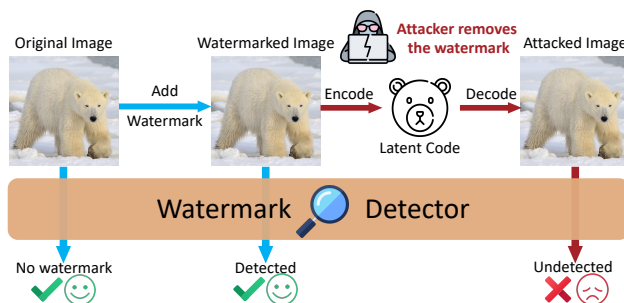 Original Image
Watermarked Image
Attacker removes
the watermark
Attacked Image
Add
Watermark
Encode
Latent Code
Decode
Watermark Detector
No watermark
Detected
Undetected